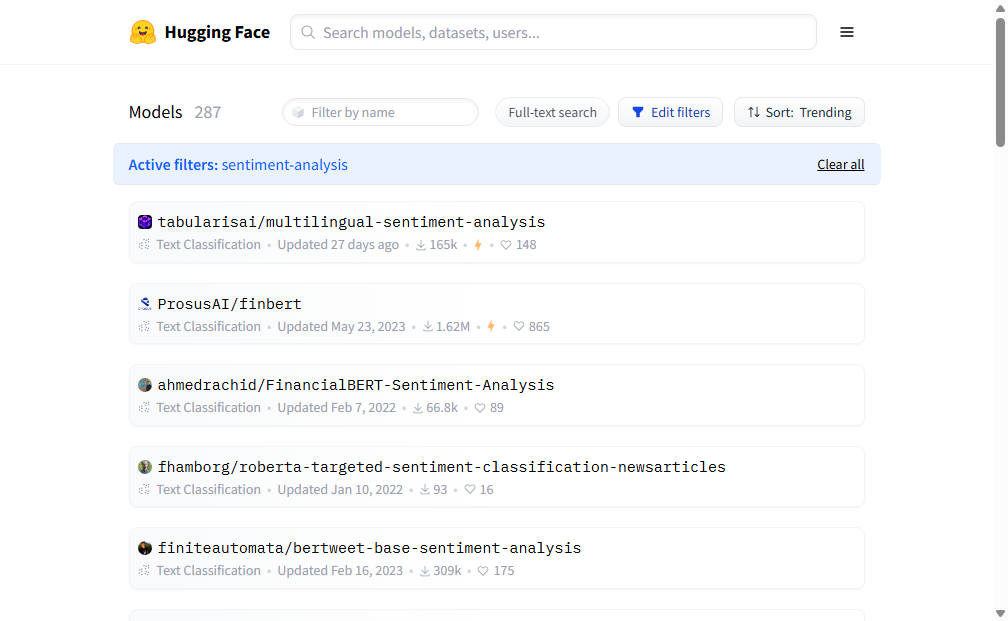 Hugging Face
Search models, datasets, users...
Models 287
Filter by name
Full-text search
Edit filters
Sort: Trending
Active filters: sentiment-analysis
Clear all
tabularisai/multilingual-sentiment-analysis
Text Classification • Updated 27 days ago • 165k • • 148
ProsusAI/finbert
Text Classification • Updated May 23, 2023 • 1.62M • • 865
ahmedrachid/FinancialBERT-Sentiment-Analysis
Text Classification • Updated Feb 7, 2022 • 66.8k • 89
fhamborg/roberta-targeted-sentiment-classification-newsarticles
Text Classification • Updated Jan 10, 2022 • 93 • 16
finiteautomata/bertweet-base-sentiment-analysis
Text Classification • Updated Feb 16, 2023 • 309k • 175